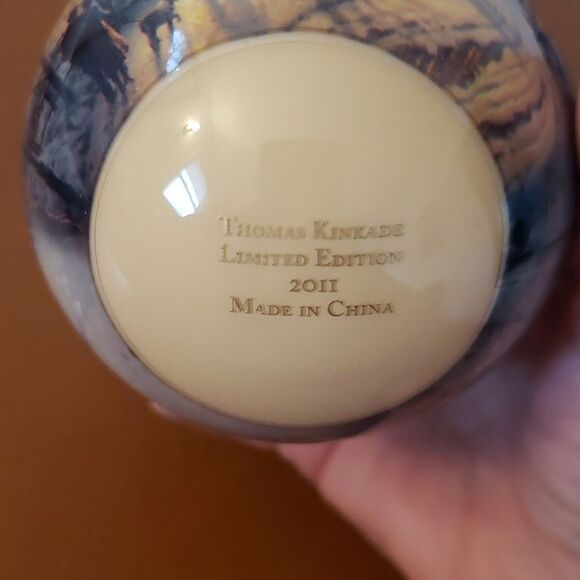 Thomas Kinkade
Limited Edition
2011
Made in China